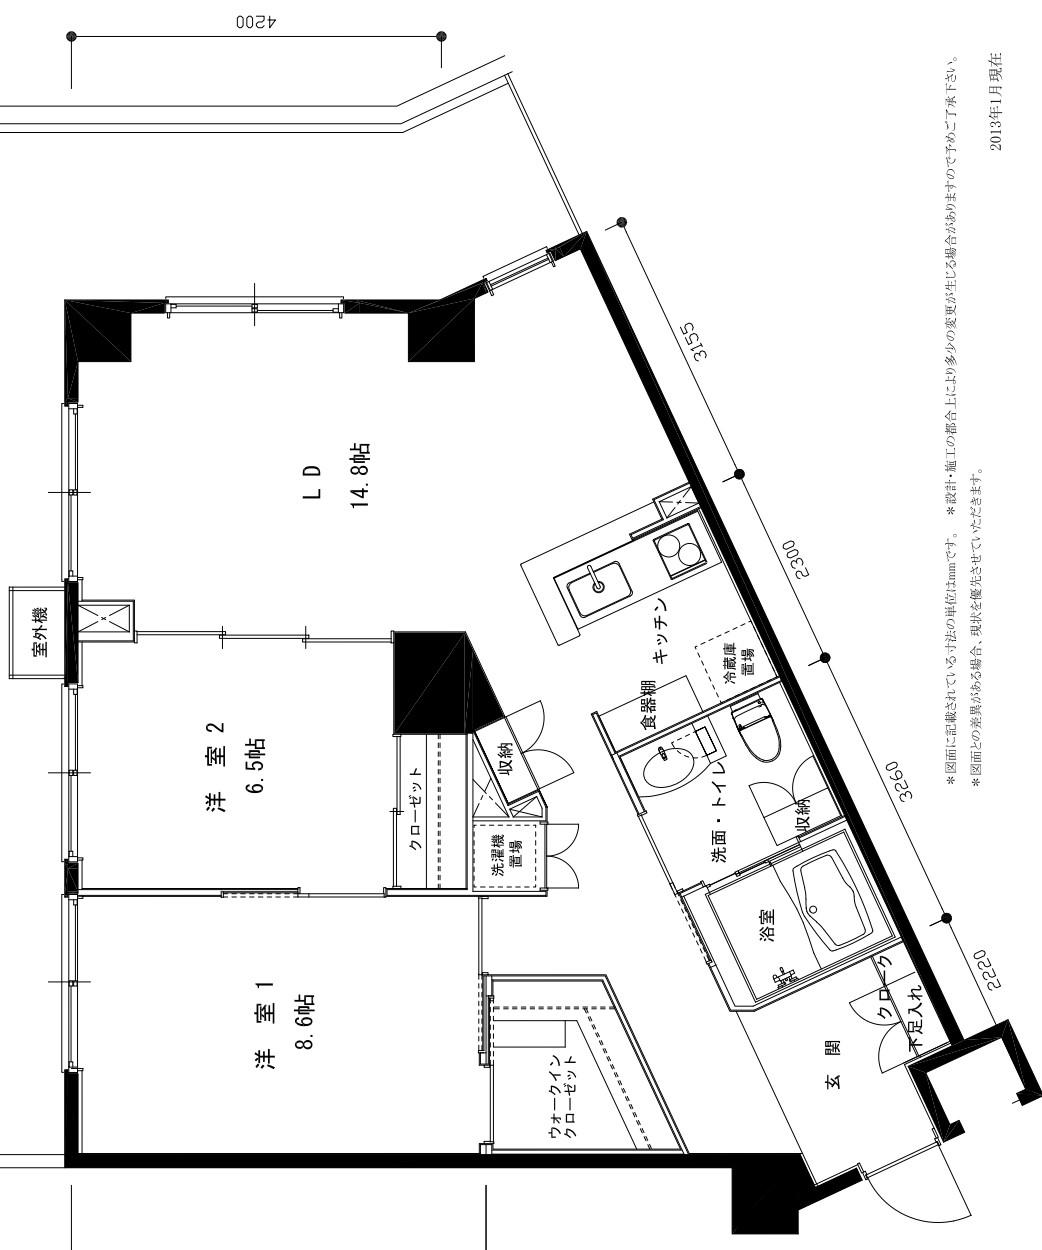 4200
室外機
LD
14.8帖
洋 室 2
6.5帖
クローゼット
収納
洗濯機
置場
洋 室 1
8.6帖
ウォークイン
クローゼット
キッチン
冷蔵庫
置場
食器棚
洗面・トイレ
収納
浴室
クローク
下足入れ
玄 関
3155
2300
3260
2220
*図面に記載されている寸法の単位はmmです。 *設計・施工の都合上により多少の変更が生じる場合がありますので予めご了承下さい。
*図面との差異がある場合、現状を優先させていただきます。
2013年1月現在